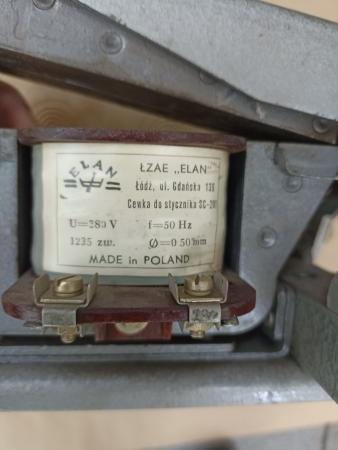 ELAN
ŁZAE „ELAN”
Łódź, ul. Gdańska 138
Cewka do stycznika SC-200
U=380 V f=50 Hz
1235 zw. Ø=0 50 mm
MADE in POLAND